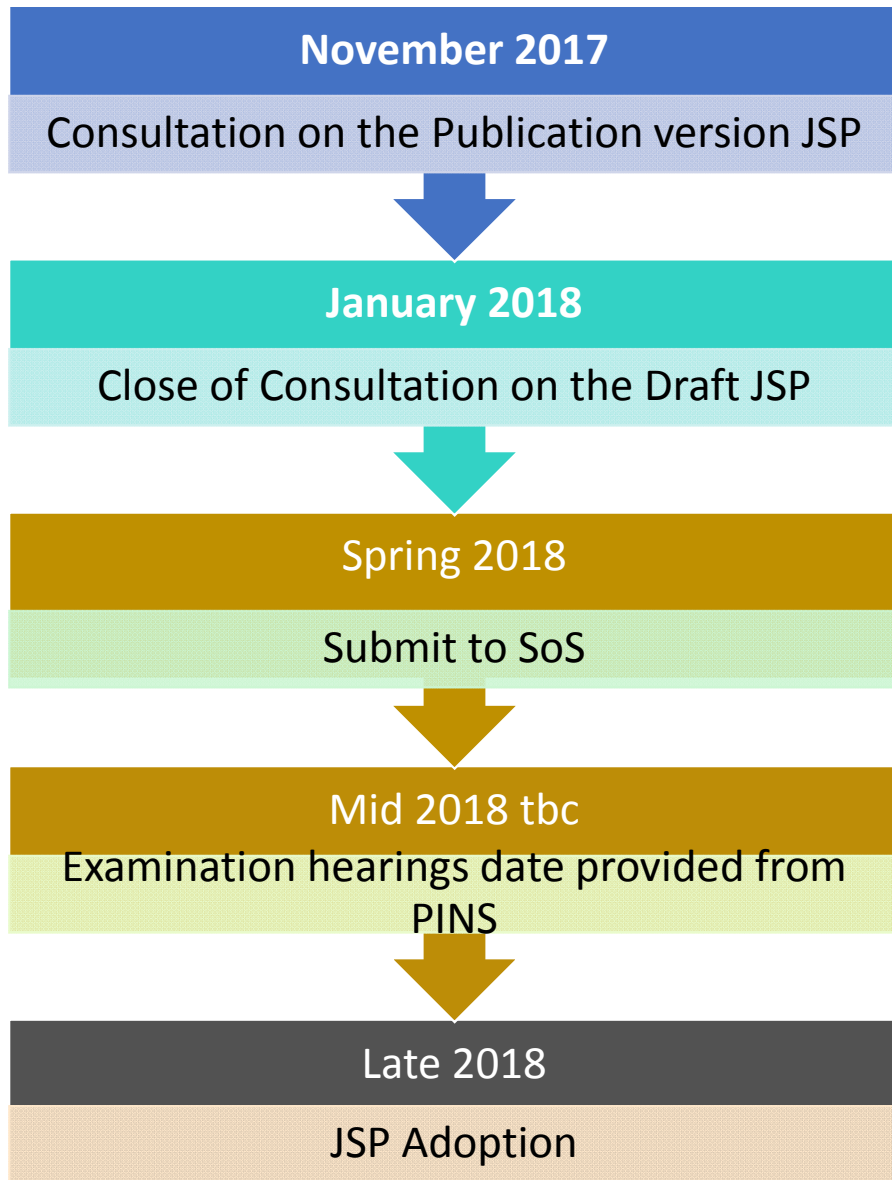 November 2017
Consultation on the Publication version JSP
January 2018
Close of Consultation on the Draft JSP
Spring 2018
Submit to SoS
Mid 2018 tbc
Examination hearings date provided from
PINS
Late 2018
JSP Adoption